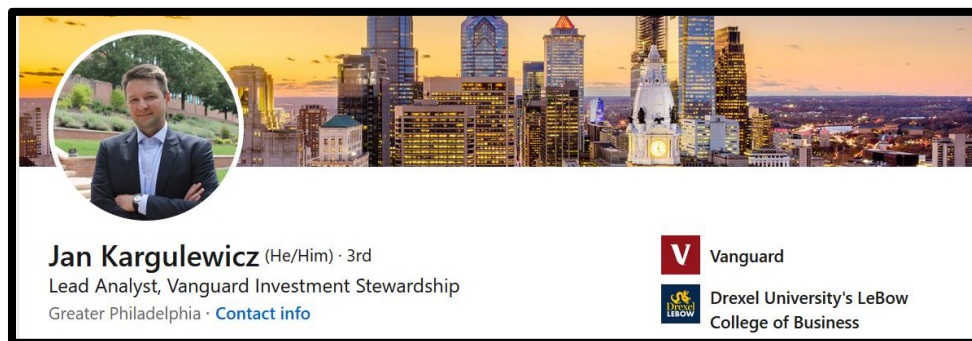 Jan Kargulewicz (He/Him) · 3rd
Lead Analyst, Vanguard Investment Stewardship
Greater Philadelphia · Contact info
V Vanguard
Drexel
LEBOW
Drexel University's LeBow
College of Business